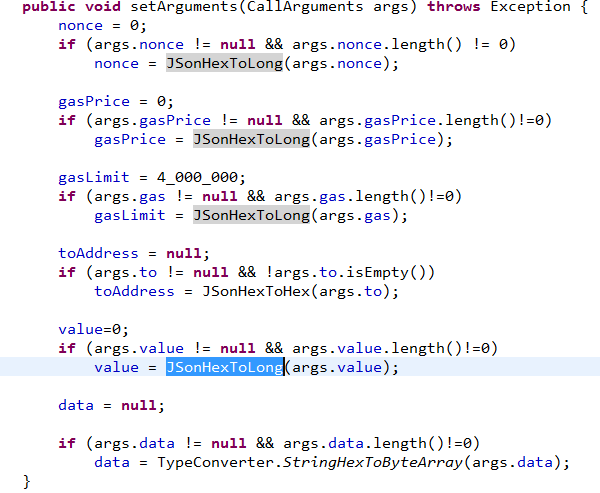 public void setArguments(CallArguments args) throws Exception {
nonce = 0;
if (args.nonce != null && args.nonce.length() != 0)
nonce = JSonHexToLong(args.nonce);
gasPrice = 0;
if (args.gasPrice != null && args.gasPrice.length()!=0)
gasPrice = JSonHexToLong(args.gasPrice);
gasLimit = 4_000_000;
if (args.gas != null && args.gas.length()!=0)
gasLimit = JSonHexToLong(args.gas);
toAddress = null;
if (args.to != null && !args.to.isEmpty())
toAddress = JSonHexToHex(args.to);
value=0;
if (args.value != null && args.value.length()!=0)
value = JSonHexToLong(args.value);
data = null;
if (args.data != null && args.data.length()!=0)
data = TypeConverter.StringHexToByteArray(args.data);
}